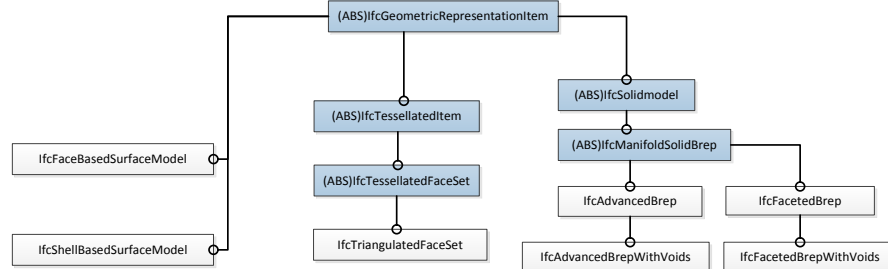 (ABS)IfcGeometricRepresentationItem
(ABS)IfcSolidmodel
(ABS)IfcTessellatedItem
(ABS)IfcManifoldSolidBrep
IfcFaceBasedSurfaceModel
(ABS)IfcTessellatedFaceSet
IfcAdvancedBrep
IfcFacetedBrep
IfcShellBasedSurfaceModel
IfcTriangulatedFaceSet
IfcAdvancedBrepWithVoids
IfcFacetedBrepWithVoids